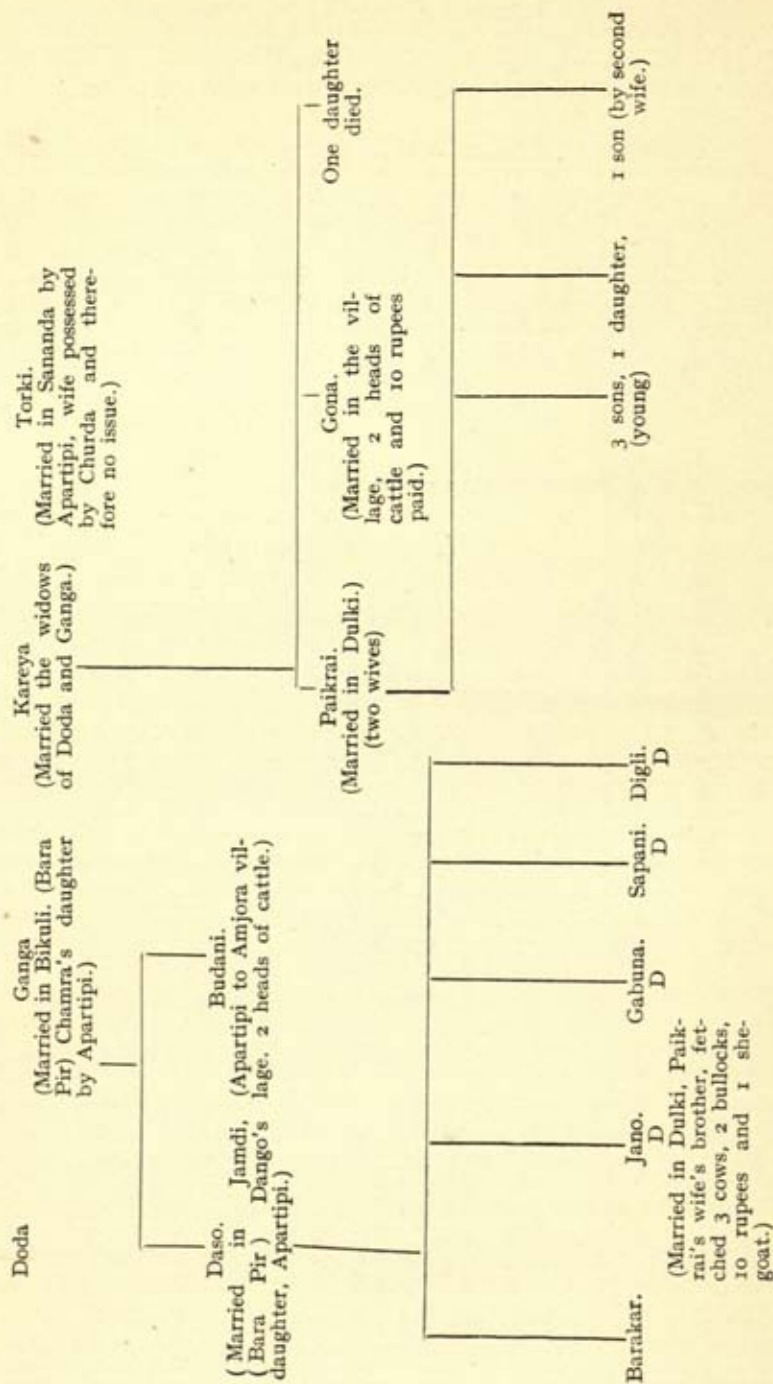 Doda
Ganga
(Married in Bikuli. (Bara
Pir) Chamra's daughter
by Apartipi.)
Kareya
(Married the widows
of Doda and Ganga.)
Torki.
(Married in Sananda by
Apartipi, wife possessed
by Churda and there-
fore no issue.)
Daso.
(Married in Jamdi,
(Bara Pir) Dango's
daughter, Apartipi.)
Budani.
(Apartipi to Amjora vil-
lage. 2 heads of cattle.)
Paikrai.
(Married in Dulki.)
(two wives)
Gona.
(Married in the vil-
lage, 2 heads of
cattle and 10 rupees
paid.)
One daughter
died.
Barakar.
Jano.
D
(Married in Dulki, Paik-
rai's wife's brother, fet-
ched 3 cows, 2 bullocks,
10 rupees and 1 she-
goat.)
Gabuna.
D
Sapani.
D
Digli.
D
3 sons, 1 daughter,
(young)
1 son (by second
wife.)